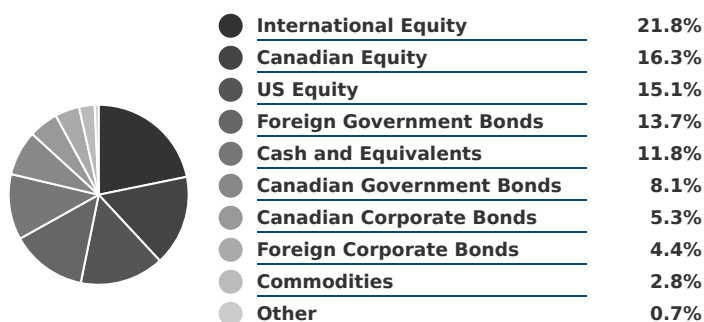 International Equity 21.8%
Canadian Equity 16.3%
US Equity 15.1%
Foreign Government Bonds 13.7%
Cash and Equivalents 11.8%
Canadian Government Bonds 8.1%
Canadian Corporate Bonds 5.3%
Foreign Corporate Bonds 4.4%
Commodities 2.8%
Other 0.7%